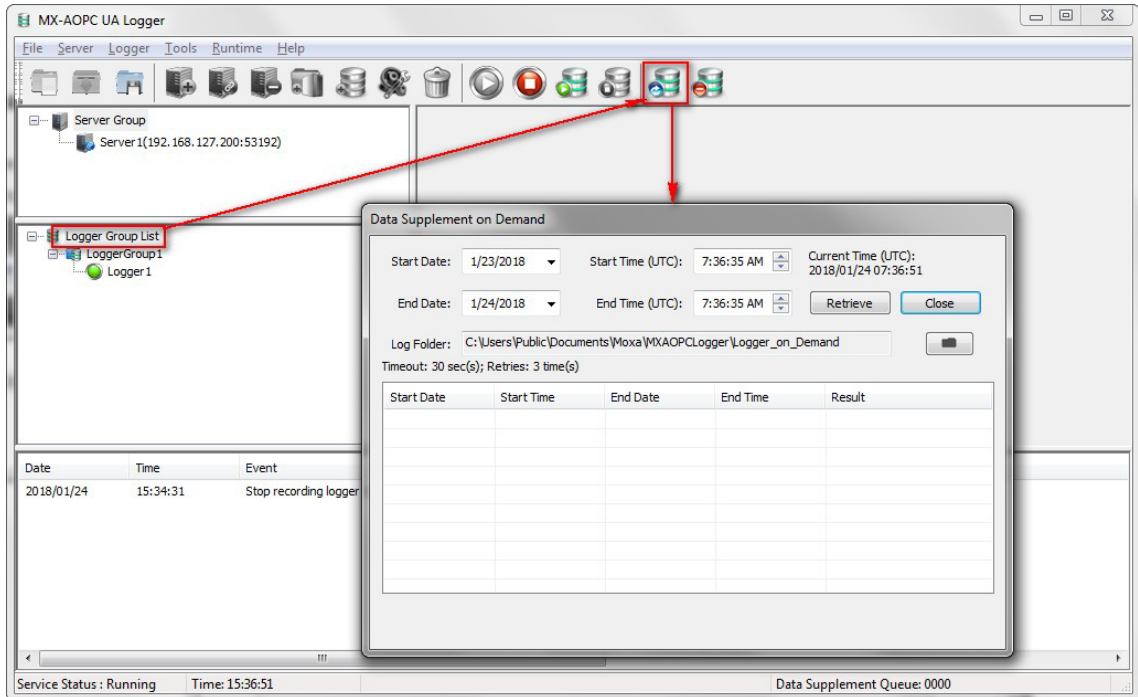 MX-AOPC UA Logger
File Server Logger Tools Runtime Help
Server Group
Server1(192.168.127.200:53192)
Logger Group List
LoggerGroup1
Logger1
Data Supplement on Demand
Start Date: 1/23/2018 Start Time (UTC): 7:36:35 AM Current Time (UTC):
2018/01/24 07:36:51
End Date: 1/24/2018 End Time (UTC): 7:36:35 AM Retrieve Close
Log Folder: C:\Users\Public\Documents\Moxa\MXAOPCLogger\Logger_on_Demand
Timeout: 30 sec(s); Retries: 3 time(s)
Start Date Start Time End Date End Time Result
Date Time Event
2018/01/24 15:34:31 Stop recording logger
Service Status : Running Time: 15:36:51 Data Supplement Queue: 0000